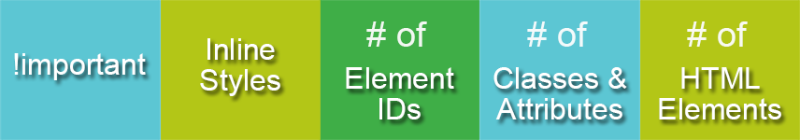 !important
Inline
Styles
# of
Element
IDs
# of
Classes &
Attributes
# of
HTML
Elements